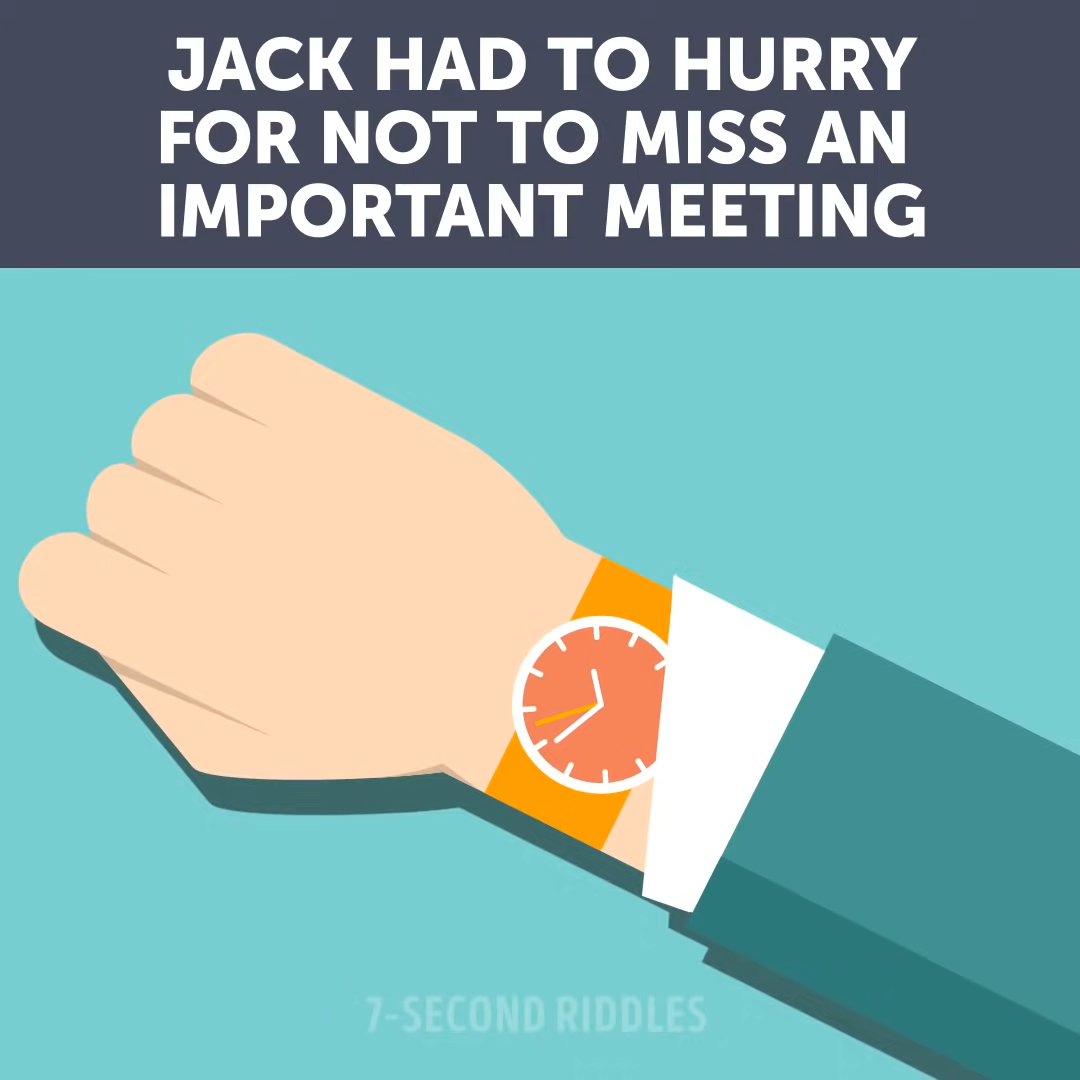 JACK HAD TO HURRY
FOR NOT TO MISS AN
IMPORTANT MEETING
7-SECOND RIDDLES